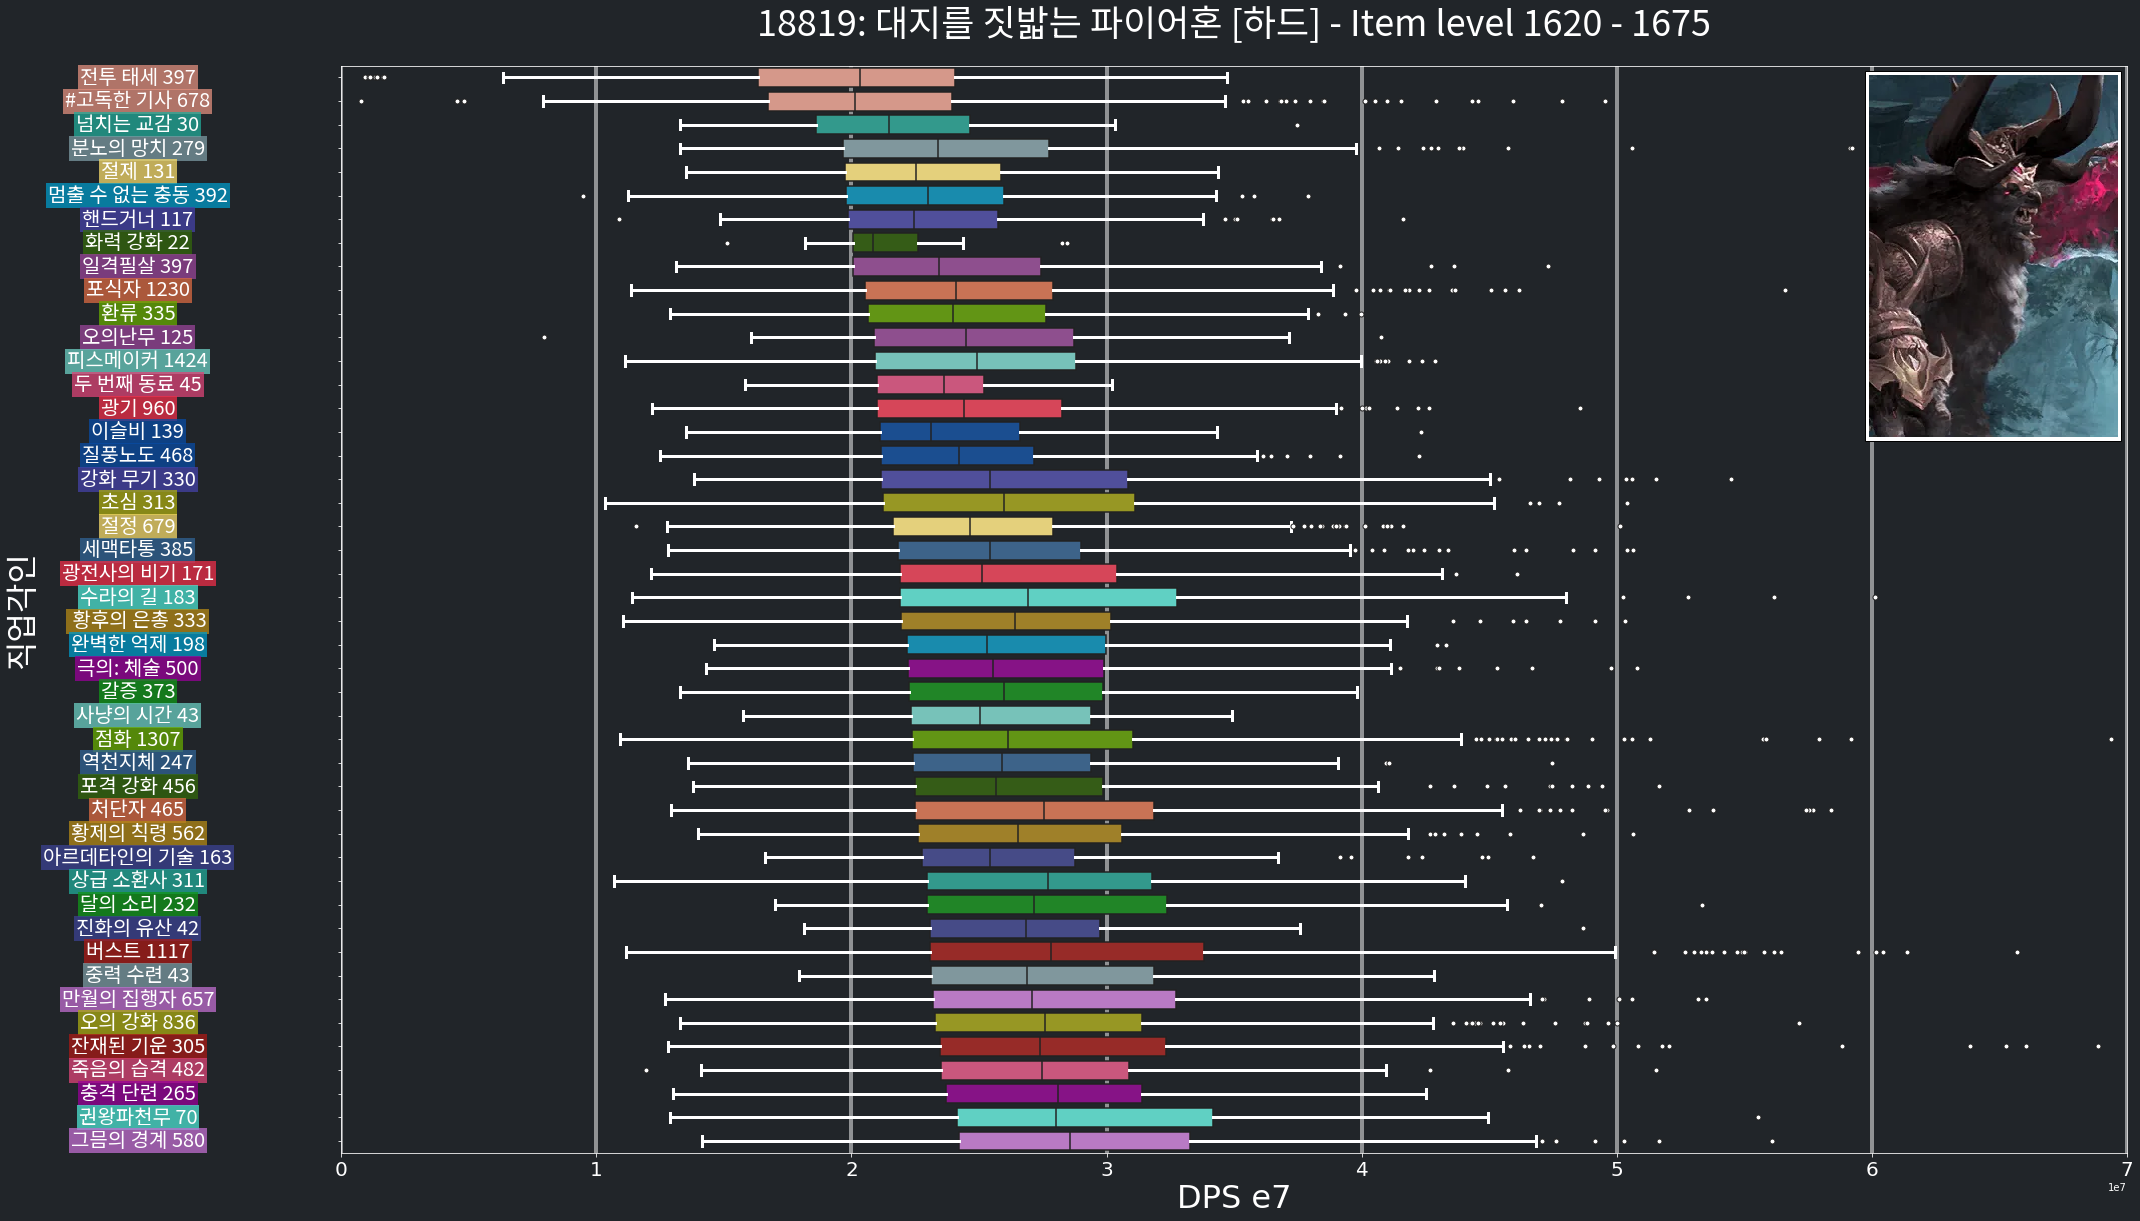 18819: 대지를 짓밟는 파이어혼 [하드] - Item level 1620 - 1675
전투 태세 397
#고독한 기사 678
넘치는 교감 30
분노의 망치 279
절제 131
멈출 수 없는 충동 392
핸드거너 117
화력 강화 22
일격필살 397
포식자 1230
환류 335
오의난무 125
피스메이커 1424
두 번째 동료 45
광기 960
이슬비 139
질풍노도 468
강화 무기 330
초심 313
절정 679
세맥타통 385
광전사의 비기 171
수라의 길 183
황후의 은총 333
완벽한 억제 198
극의: 체술 500
갈증 373
사냥의 시간 43
점화 1307
역천지체 247
포격 강화 456
처단자 465
황제의 칙령 562
아르데타인의 기술 163
상급 소환사 311
달의 소리 232
진화의 유산 42
버스트 1117
중력 수련 43
만월의 집행자 657
오의 강화 836
잔재된 기운 305
죽음의 습격 482
충격 단련 265
권왕파천무 70
그믐의 경계 580
직업각인
0 1 2 3 4 5 6 7
1e7
DPS e7